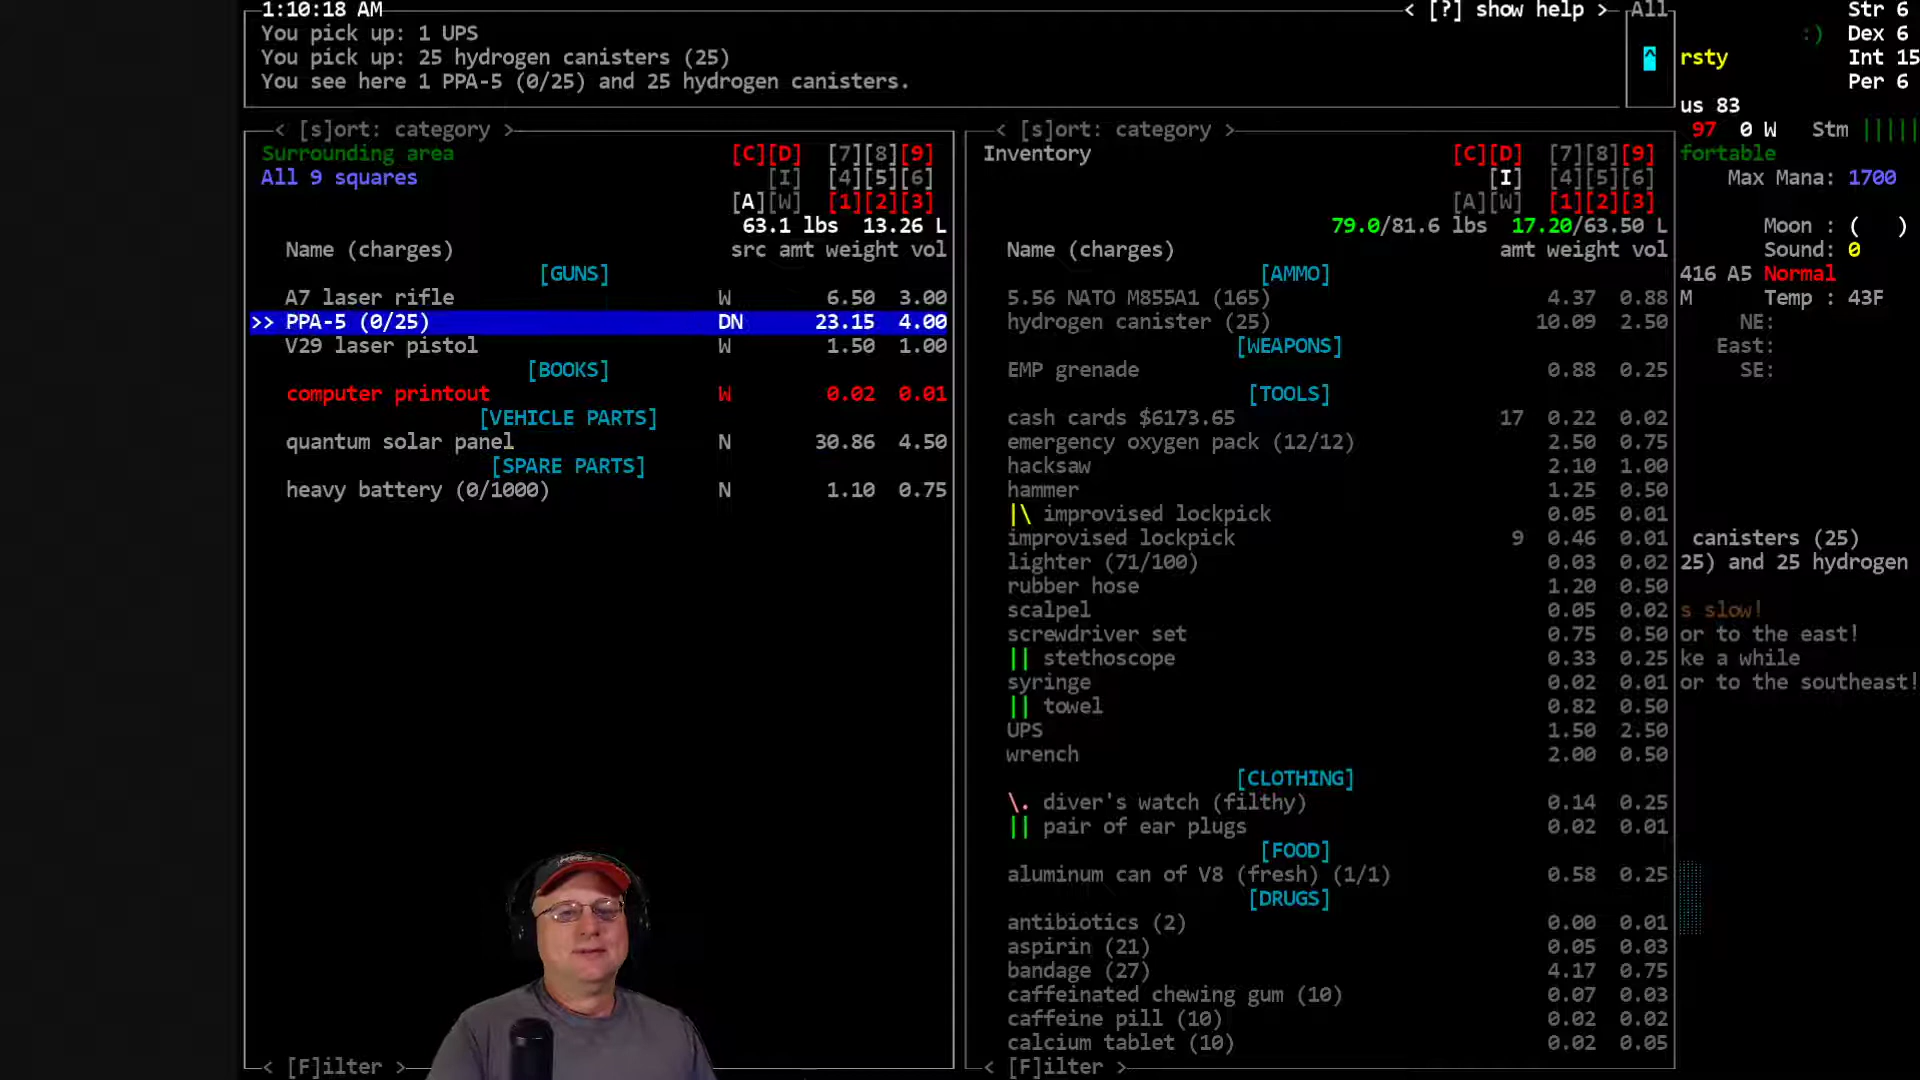 1:10:18 AM
< [?] show help >
You pick up: 1 UPS
You pick up: 25 hydrogen canisters (25)
You see here 1 PPA-5 (0/25) and 25 hydrogen canisters.
All
^
:)
Str 6
Dex 6
rsty
Int 15
Per 6
us 83
97 0 W Stm |||||
fortable
Max Mana: 1700
Moon : ( )
Sound: 0
416 A5 Normal
M Temp : 43F
NE:
East:
SE:
canisters (25)
25) and 25 hydrogen
s slow!
or to the east!
ke a while
or to the southeast!
< [s]ort: category >
Surrounding area [C][D] [7][8][9]
All 9 squares [I] [4][5][6]
[A][W] [1][2][3]
63.1 lbs 13.26 L
Name (charges) src amt weight vol
[GUNS]
A7 laser rifle W 6.50 3.00
>> PPA-5 (0/25) DN 23.15 4.00
V29 laser pistol W 1.50 1.00
[BOOKS]
computer printout W 0.02 0.01
[VEHICLE PARTS]
quantum solar panel N 30.86 4.50
[SPARE PARTS]
heavy battery (0/1000) N 1.10 0.75
< [F]ilter >
< [s]ort: category >
Inventory [C][D] [7][8][9]
[I] [4][5][6]
[A][W] [1][2][3]
79.0/81.6 lbs 17.20/63.50 L
Name (charges) amt weight vol
[AMMO]
5.56 NATO M855A1 (165) 4.37 0.88
hydrogen canister (25) 10.09 2.50
[WEAPONS]
EMP grenade 0.88 0.25
[TOOLS]
cash cards $6173.65 17 0.22 0.02
emergency oxygen pack (12/12) 2.50 0.75
hacksaw 2.10 1.00
hammer 1.25 0.50
|\ improvised lockpick 0.05 0.01
improvised lockpick 9 0.46 0.01
lighter (71/100) 0.03 0.02
rubber hose 1.20 0.50
scalpel 0.05 0.02
screwdriver set 0.75 0.50
|| stethoscope 0.33 0.25
syringe 0.02 0.01
|| towel 0.82 0.50
UPS 1.50 2.50
wrench 2.00 0.50
[CLOTHING]
\. diver's watch (filthy) 0.14 0.25
|| pair of ear plugs 0.02 0.01
[FOOD]
aluminum can of V8 (fresh) (1/1) 0.58 0.25
[DRUGS]
antibiotics (2) 0.00 0.01
aspirin (21) 0.05 0.03
bandage (27) 4.17 0.75
caffeinated chewing gum (10) 0.07 0.03
caffeine pill (10) 0.02 0.02
calcium tablet (10) 0.02 0.05
< [F]ilter >